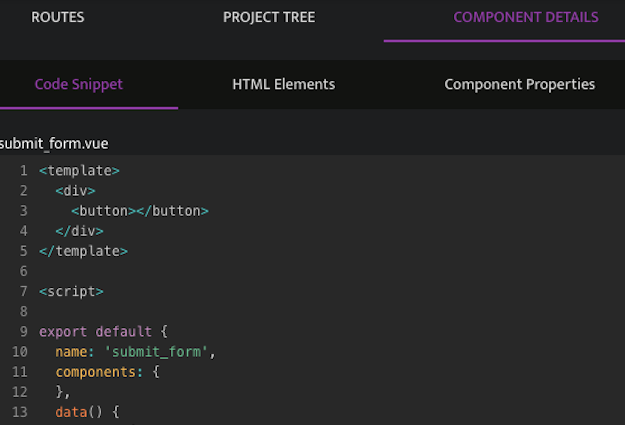 ROUTES PROJECT TREE COMPONENT DETAILS
Code Snippet HTML Elements Component Properties
submit_form.vue
1 <template>
2   <div>
3     <button></button>
4   </div>
5 </template>
6
7 <script>
8
9 export default {
10   name: 'submit_form',
11   components: {
12   },
13   data() {